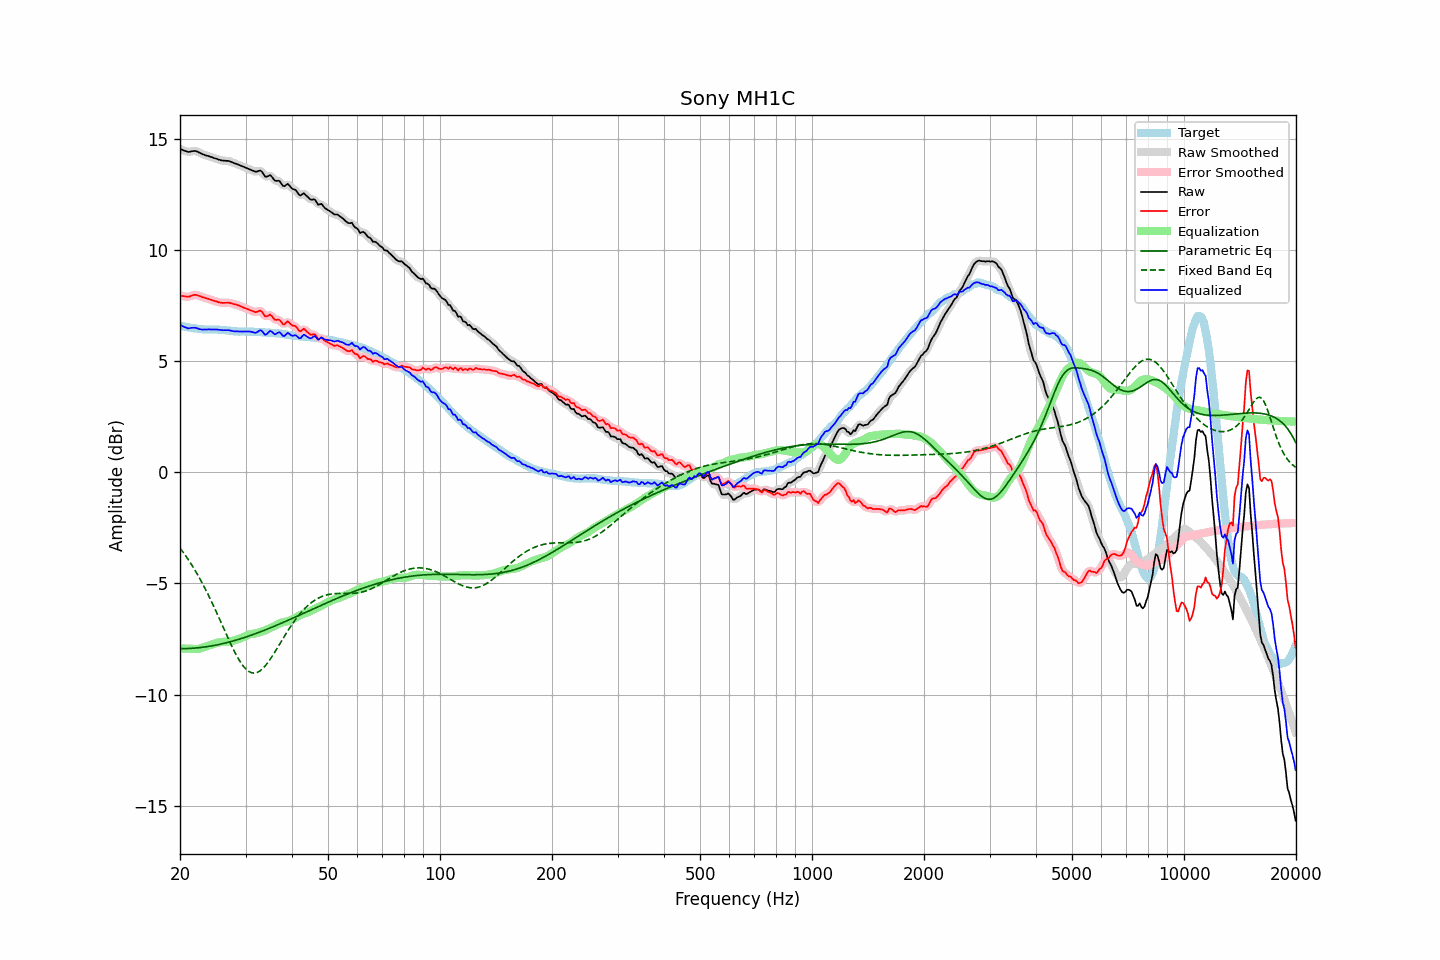 Sony MH1C
Target
Raw Smoothed
Error Smoothed
Raw
Error
Equalization
Parametric Eq
Fixed Band Eq
Equalized
Amplitude (dBr)
15
10
5
0
−5
−10
−15
20 50 100 200 500 1000 2000 5000 10000 20000
Frequency (Hz)